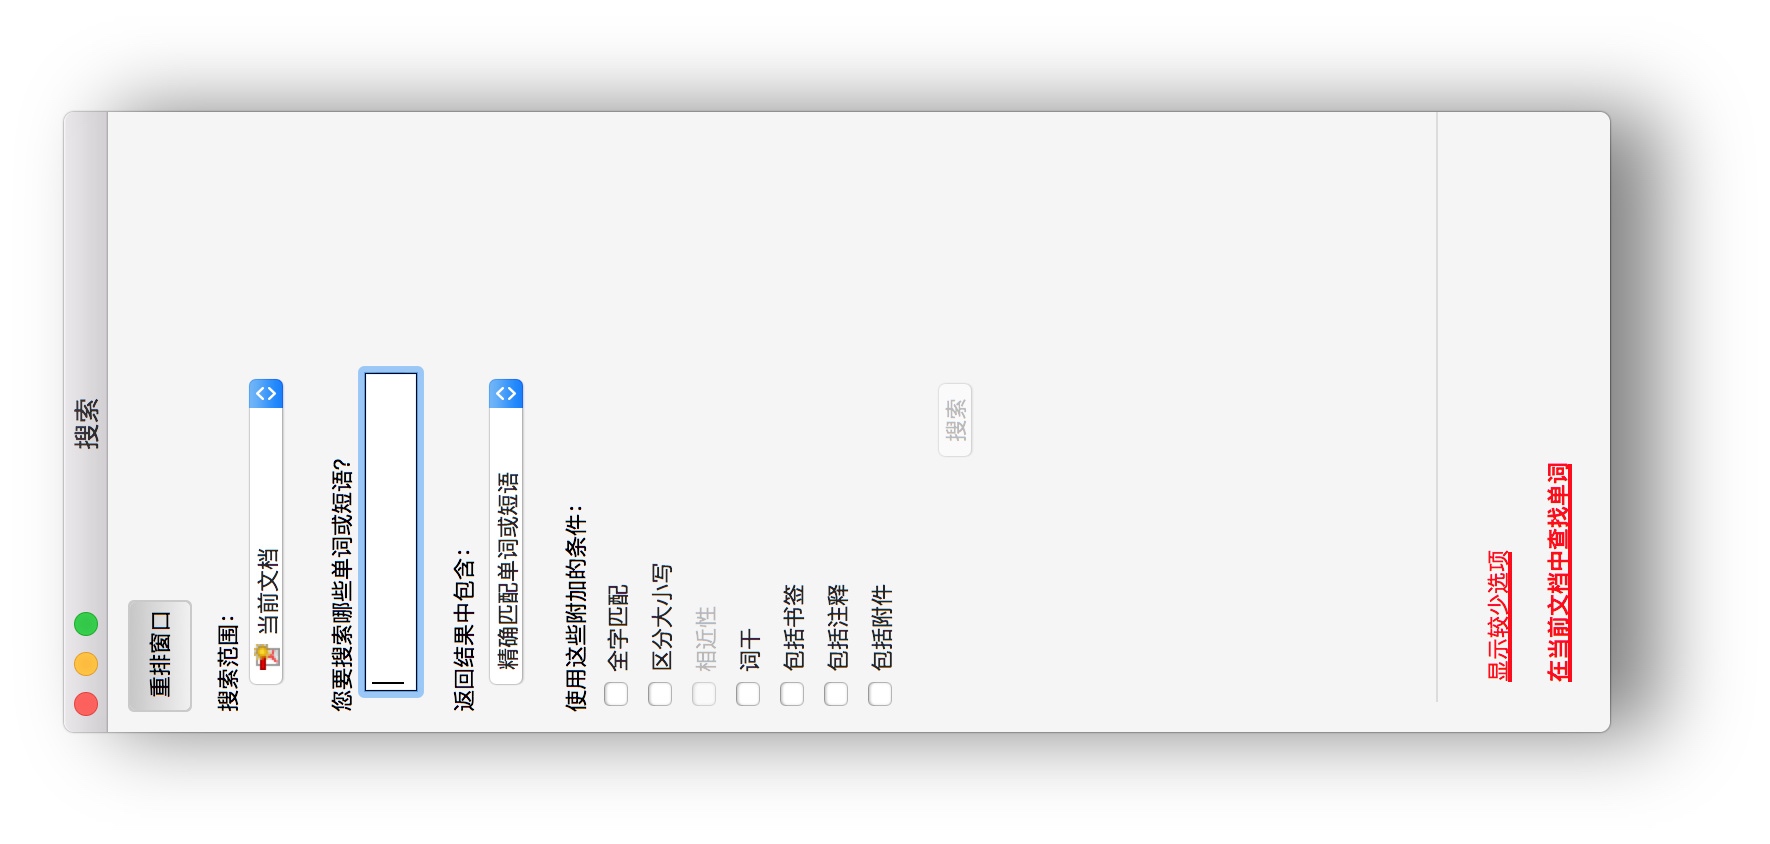 搜索
重排窗口
搜索范围：
当前文档
您要搜索哪些单词或短语？
返回结果中包含：
精确匹配单词或短语
使用这些附加的条件：
全字匹配
区分大小写
相近性
词干
包括书签
包括注释
包括附件
搜索
显示较少选项
在当前文档中查找单词